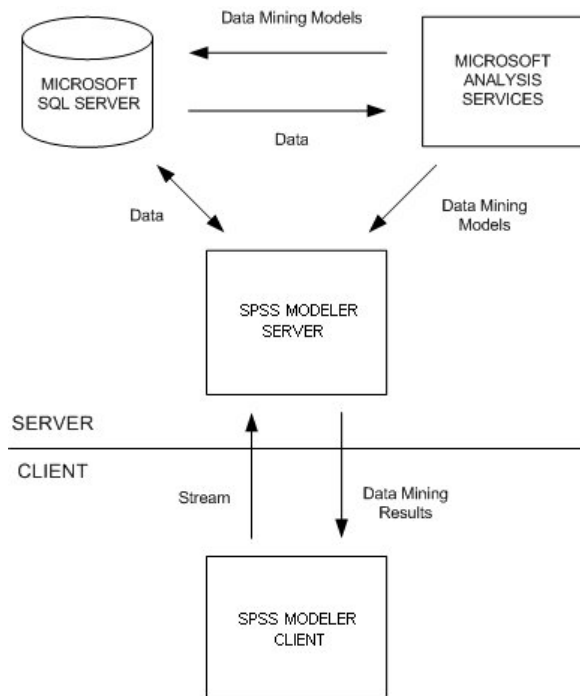 Data Mining Models
MICROSOFT
SQL SERVER
MICROSOFT
ANALYSIS
SERVICES
Data
Data
Data Mining
Models
SPSS MODELER
SERVER
SERVER
CLIENT
Stream
Data Mining
Results
SPSS MODELER
CLIENT